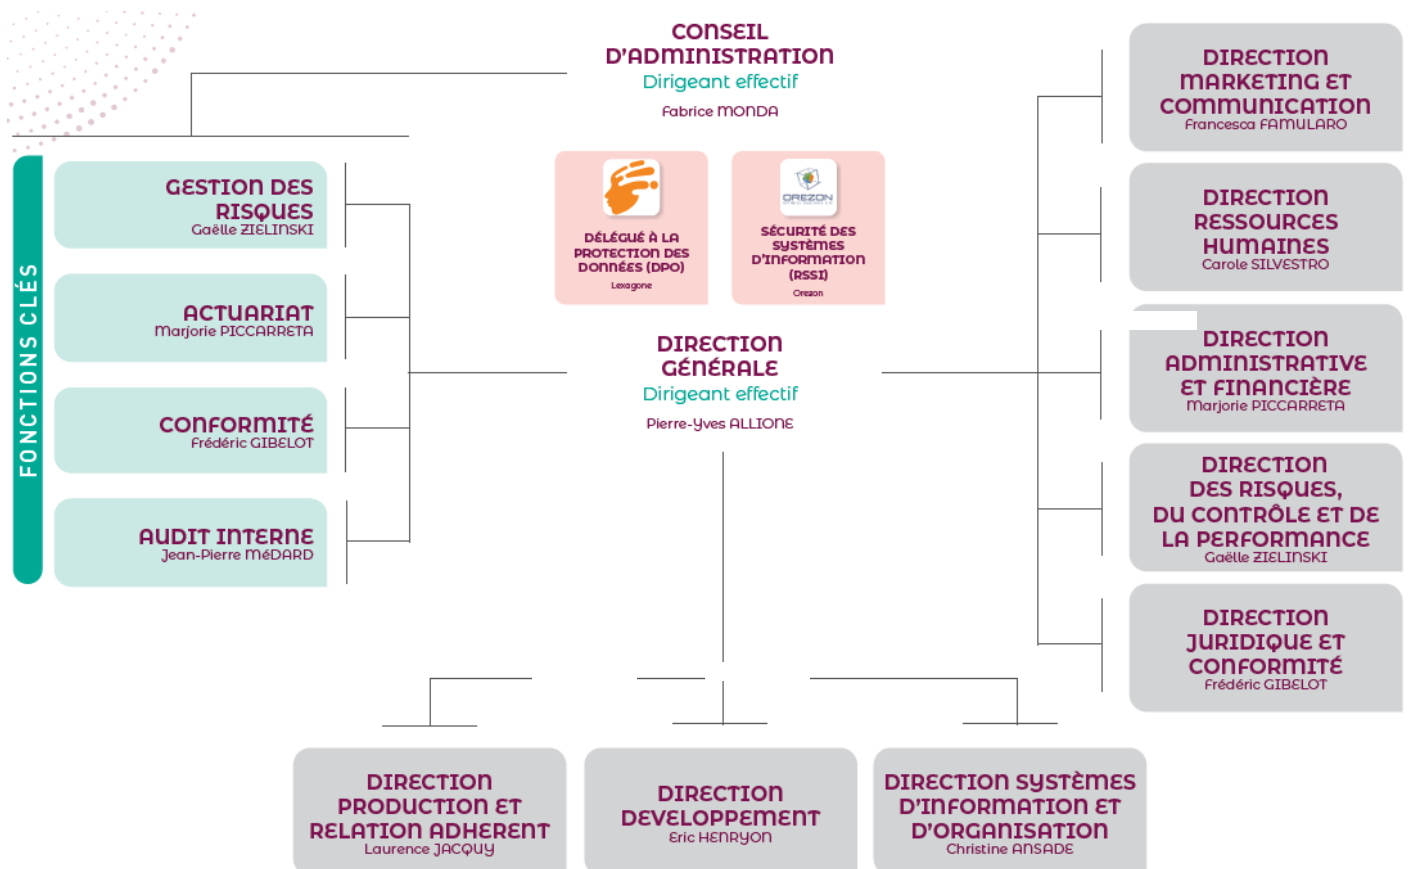 CONSEIL
D'ADMINISTRATION
Dirigeant effectif
Fabrice MONDA
FONCTIONS CLÉS
GESTION DES
RISQUES
Gaëlle ZIELINSKI
ACTUARIAT
Marjorie PICCARRETA
CONFORMITÉ
Frédéric GIBELOT
AUDIT INTERNE
Jean-Pierre MéDARD
DÉLÉGUÉ À LA
PROTECTION DES
DONNÉES (DPO)
Lexagone
OREZON
SÉCURITÉ DES
SYSTÈMES
D'INFORMATION
(RSSI)
Orezon
DIRECTION
GÉNÉRALE
Dirigeant effectif
Pierre-Yves ALLIONE
DIRECTION
MARKETING ET
COMMUNICATION
Francesca FAMULARO
DIRECTION
RESSOURCES
HUMAINES
Carole SILVESTRO
DIRECTION
ADMINISTRATIVE
ET FINANCIÈRE
Marjorie PICCARRETA
DIRECTION
DES RISQUES,
DU CONTRÔLE ET DE
LA PERFORMANCE
Gaëlle ZIELINSKI
DIRECTION
JURIDIQUE ET
CONFORMITÉ
Frédéric GIBELOT
DIRECTION
PRODUCTION ET
RELATION ADHERENT
Laurence JACQUY
DIRECTION
DEVELOPPEMENT
Eric HENRYON
DIRECTION SYSTÈMES
D'INFORMATION ET
D'ORGANISATION
Christine ANSADE